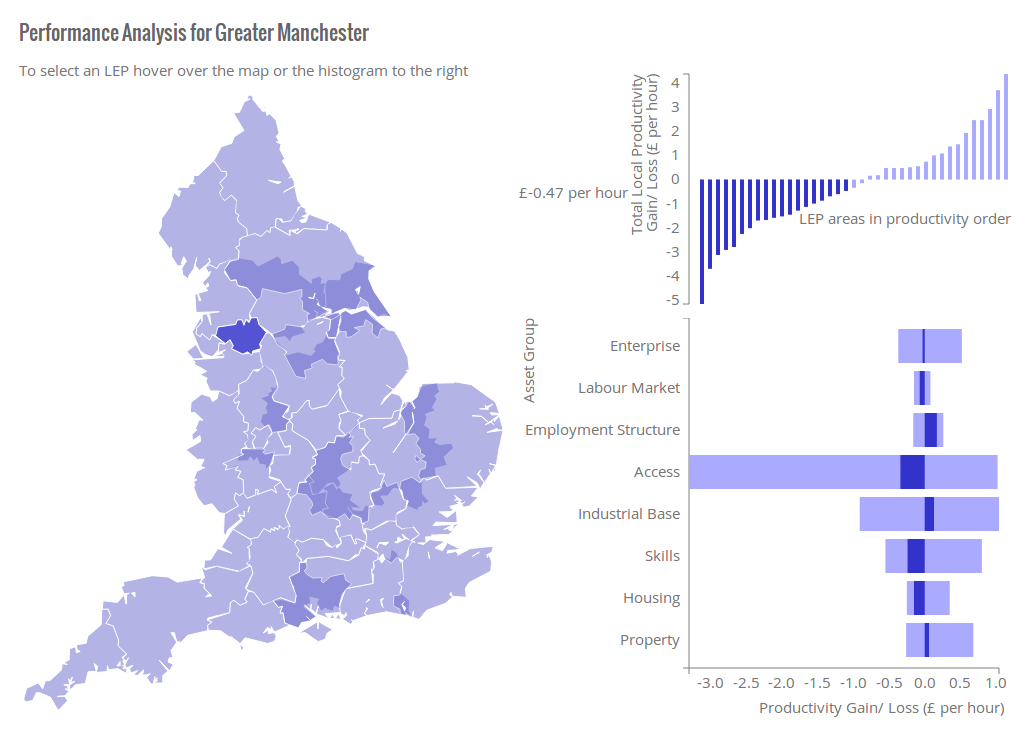 Performance Analysis for Greater Manchester
To select an LEP hover over the map or the histogram to the right
£-0.47 per hour
Total Local Productivity
Gain/ Loss (£ per hour)
4
3
2
1
0
-1
-2
-3
-4
-5
LEP areas in productivity order
Asset Group
Enterprise
Labour Market
Employment Structure
Access
Industrial Base
Skills
Housing
Property
-3.0 -2.5 -2.0 -1.5 -1.0 -0.5 0.0 0.5 1.0
Productivity Gain/ Loss (£ per hour)